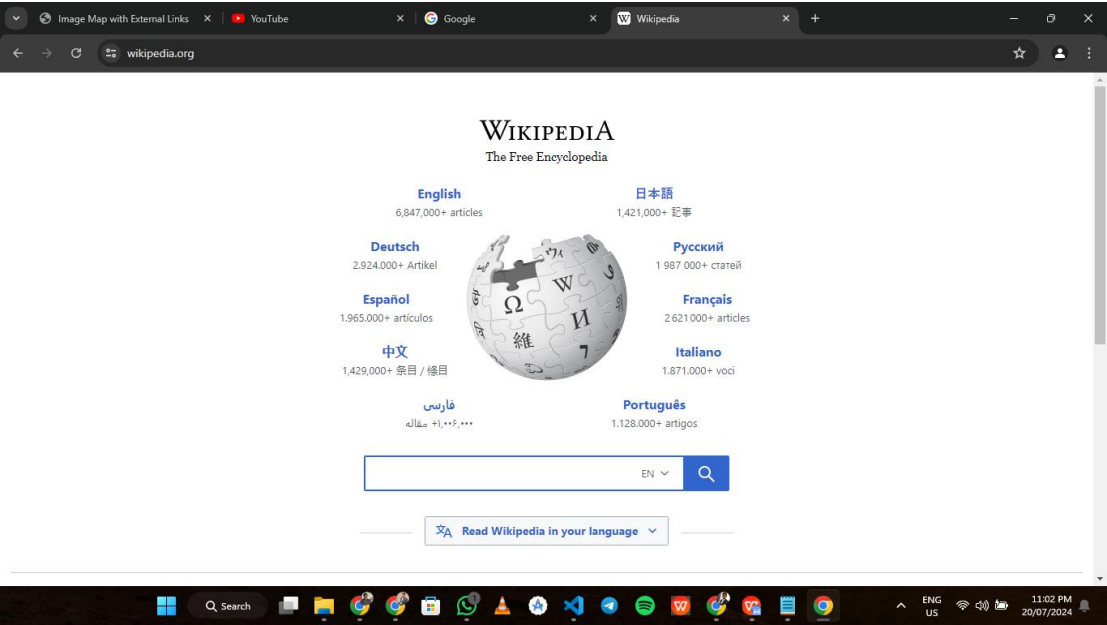 Image Map with External Links
YouTube
Google
Wikipedia
wikipedia.org
WIKIPEDIA
The Free Encyclopedia
English
6,847,000+ articles
日本語
1,421,000+ 記事
Deutsch
2.924.000+ Artikel
Русский
1 987 000+ статей
Español
1.965.000+ artículos
Français
2 621 000+ articles
中文
1,429,000+ 条目 / 條目
Italiano
1.871.000+ voci
فارسی
۱٬۰۰۶٬۰۰۰+ مقاله
Português
1.128.000+ artigos
Ω
W
И
維
EN
Read Wikipedia in your language
Search
ENG
US
11:02 PM
20/07/2024